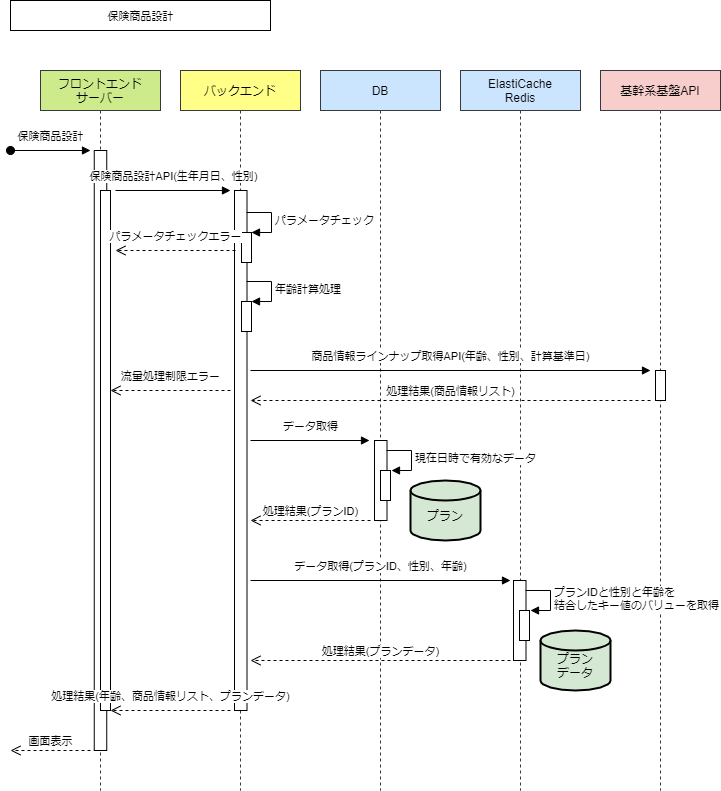 保険商品設計
フロントエンド
サーバー
バックエンド
DB
ElastiCache
Redis
基幹系基盤API
保険商品設計
保険商品設計API(生年月日、性別)
パラメータチェック
パラメータチェックエラー
年齢計算処理
商品情報ラインナップ取得API(年齢、性別、計算基準日)
流量処理制限エラー
処理結果(商品情報リスト)
データ取得
現在日時で有効なデータ
処理結果(プランID)
プラン
データ取得(プランID、性別、年齢)
プランIDと性別と年齢を
結合したキー値のバリューを取得
処理結果(プランデータ)
プラン
データ
処理結果(年齢、商品情報リスト、プランデータ)
画面表示